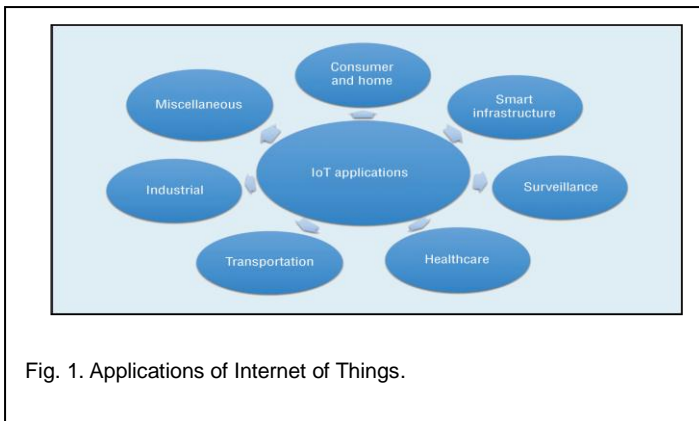 Consumer
and home
Smart
infrastructure
Miscellaneous
IoT applications
Industrial
Surveillance
Transportation
Healthcare
Fig. 1. Applications of Internet of Things.